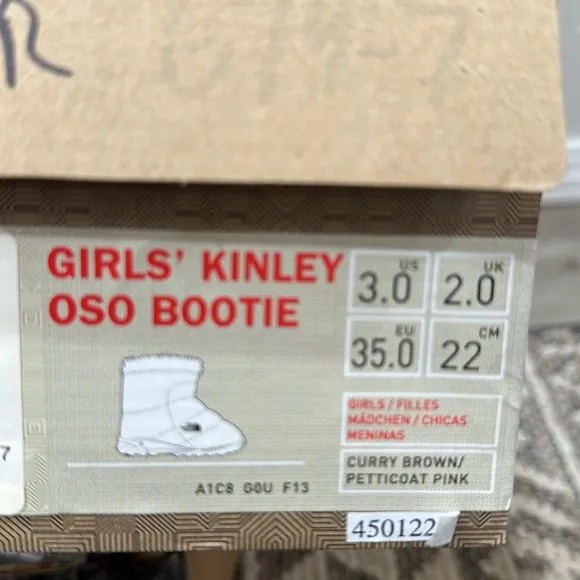 R
GIRLS' KINLEY
OSO BOOTIE
US
3.0
UK
2.0
EU
35.0
CM
22
GIRLS / FILLES
MÄDCHEN / CHICAS
MENINAS
CURRY BROWN/
PETTICOAT PINK
A1C8 G0U F13
7
450122